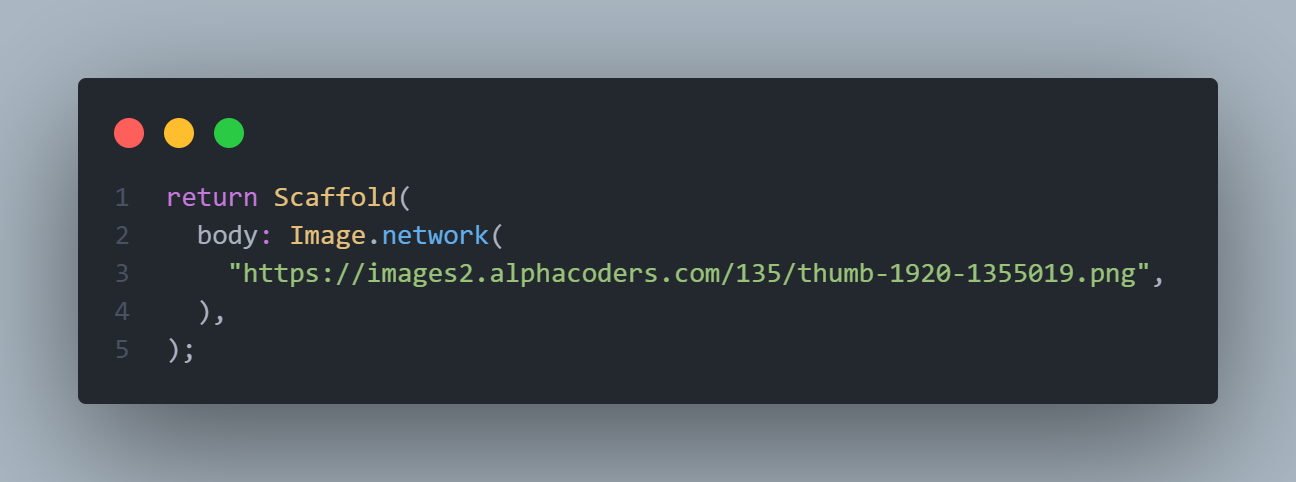 1 return Scaffold(
2   body: Image.network(
3     "https://images2.alphacoders.com/135/thumb-1920-1355019.png",
4   ),
5 );